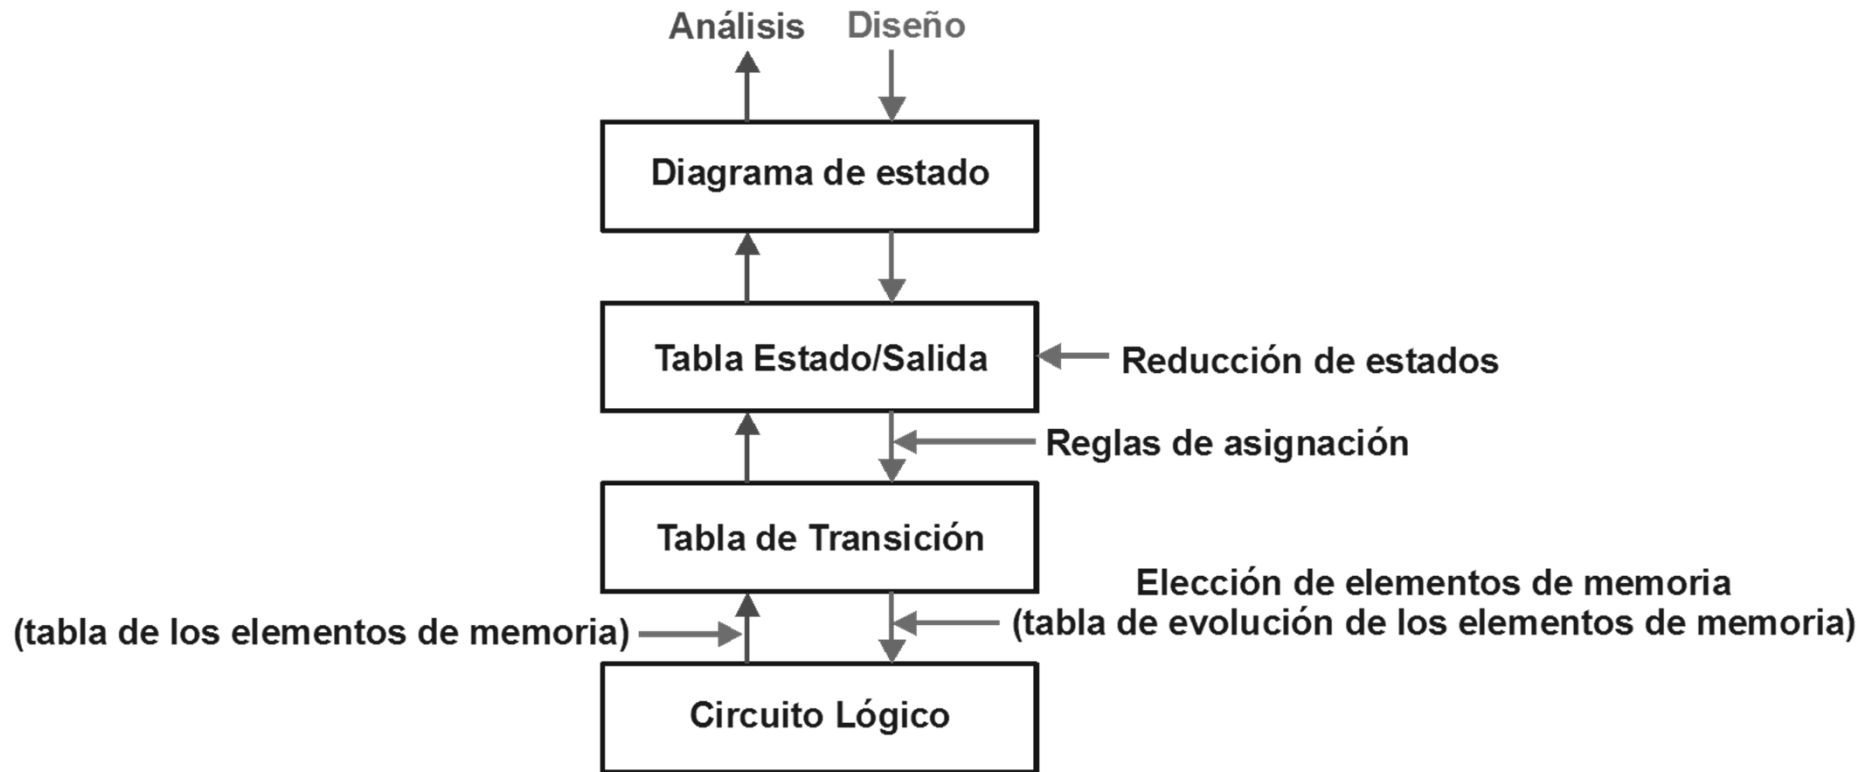 Análisis
Diseño
Diagrama de estado
Tabla Estado/Salida
Reducción de estados
Reglas de asignación
Tabla de Transición
Elección de elementos de memoria
(tabla de evolución de los elementos de memoria)
(tabla de los elementos de memoria)
Circuito Lógico